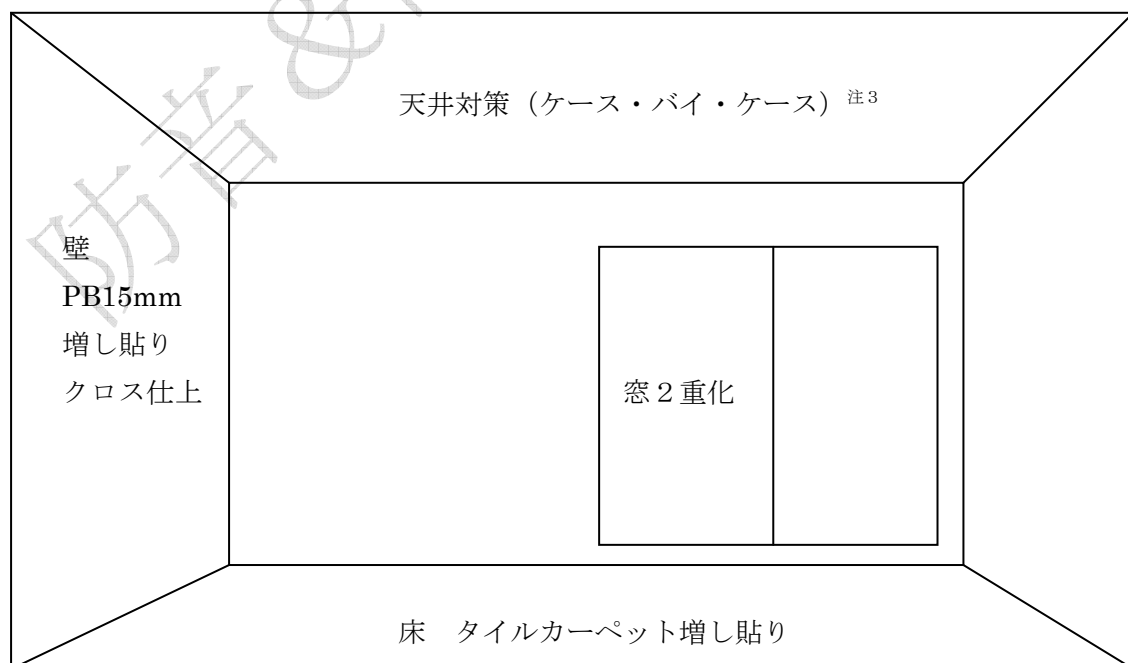 天井対策（ケース・バイ・ケース）注３
壁
PB15mm
増し貼り
クロス仕上
窓２重化
床　タイルカーペット増し貼り
防音＆